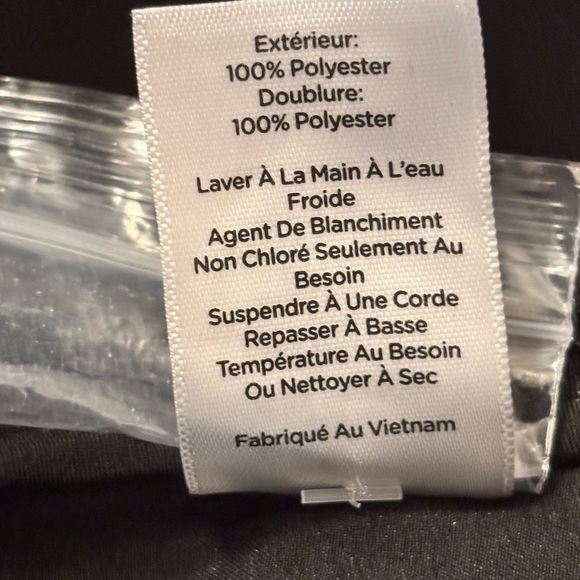 Extérieur:
100% Polyester
Doublure:
100% Polyester
Laver À La Main À L'eau
Froide
Agent De Blanchiment
Non Chloré Seulement Au
Besoin
Suspendre À Une Corde
Repasser À Basse
Température Au Besoin
Ou Nettoyer À Sec
Fabriqué Au Vietnam